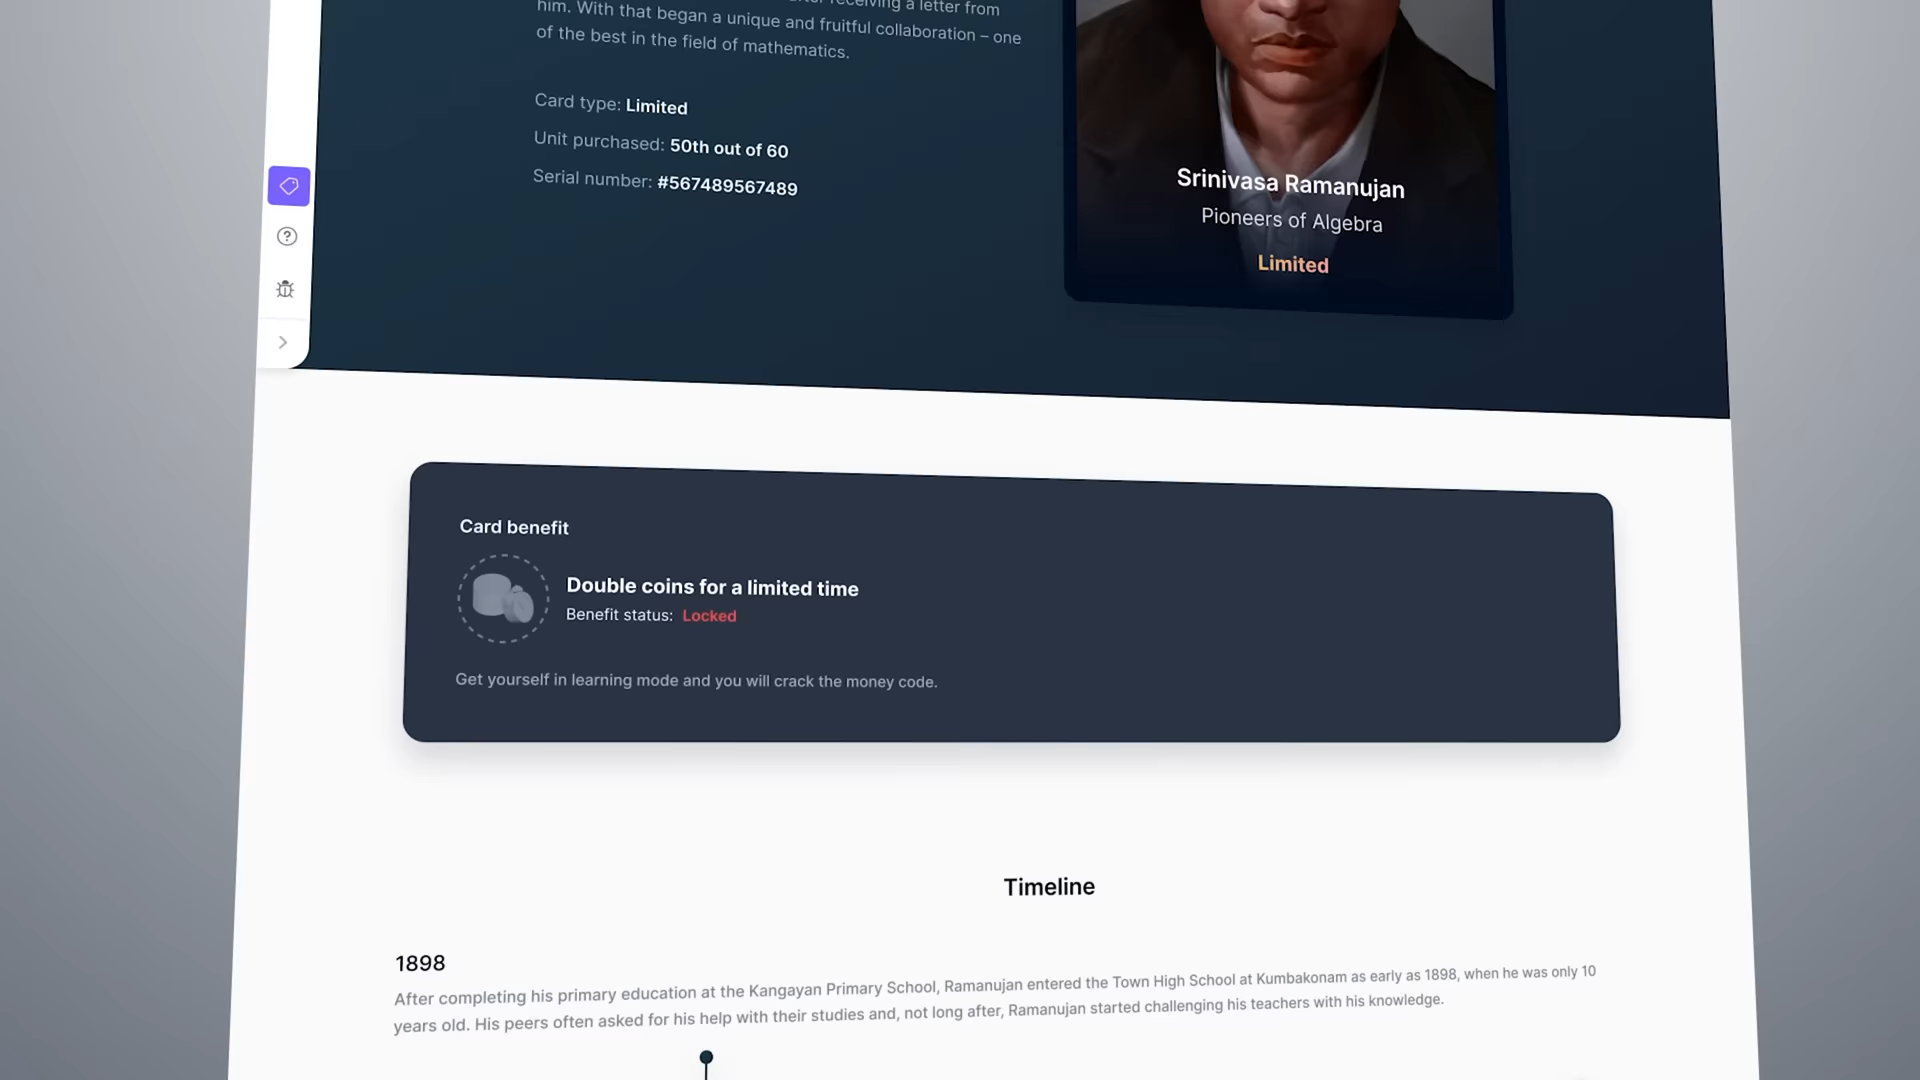 receiving a letter from
him. With that began a unique and fruitful collaboration – one
of the best in the field of mathematics.
Card type: Limited
Unit purchased: 50th out of 60
Serial number: #567489567489
Srinivasa Ramanujan
Pioneers of Algebra
Limited
Card benefit
Double coins for a limited time
Benefit status: Locked
Get yourself in learning mode and you will crack the money code.
Timeline
1898
After completing his primary education at the Kangayan Primary School, Ramanujan entered the Town High School at Kumbakonam as early as 1898, when he was only 10
years old. His peers often asked for his help with their studies and, not long after, Ramanujan started challenging his teachers with his knowledge.